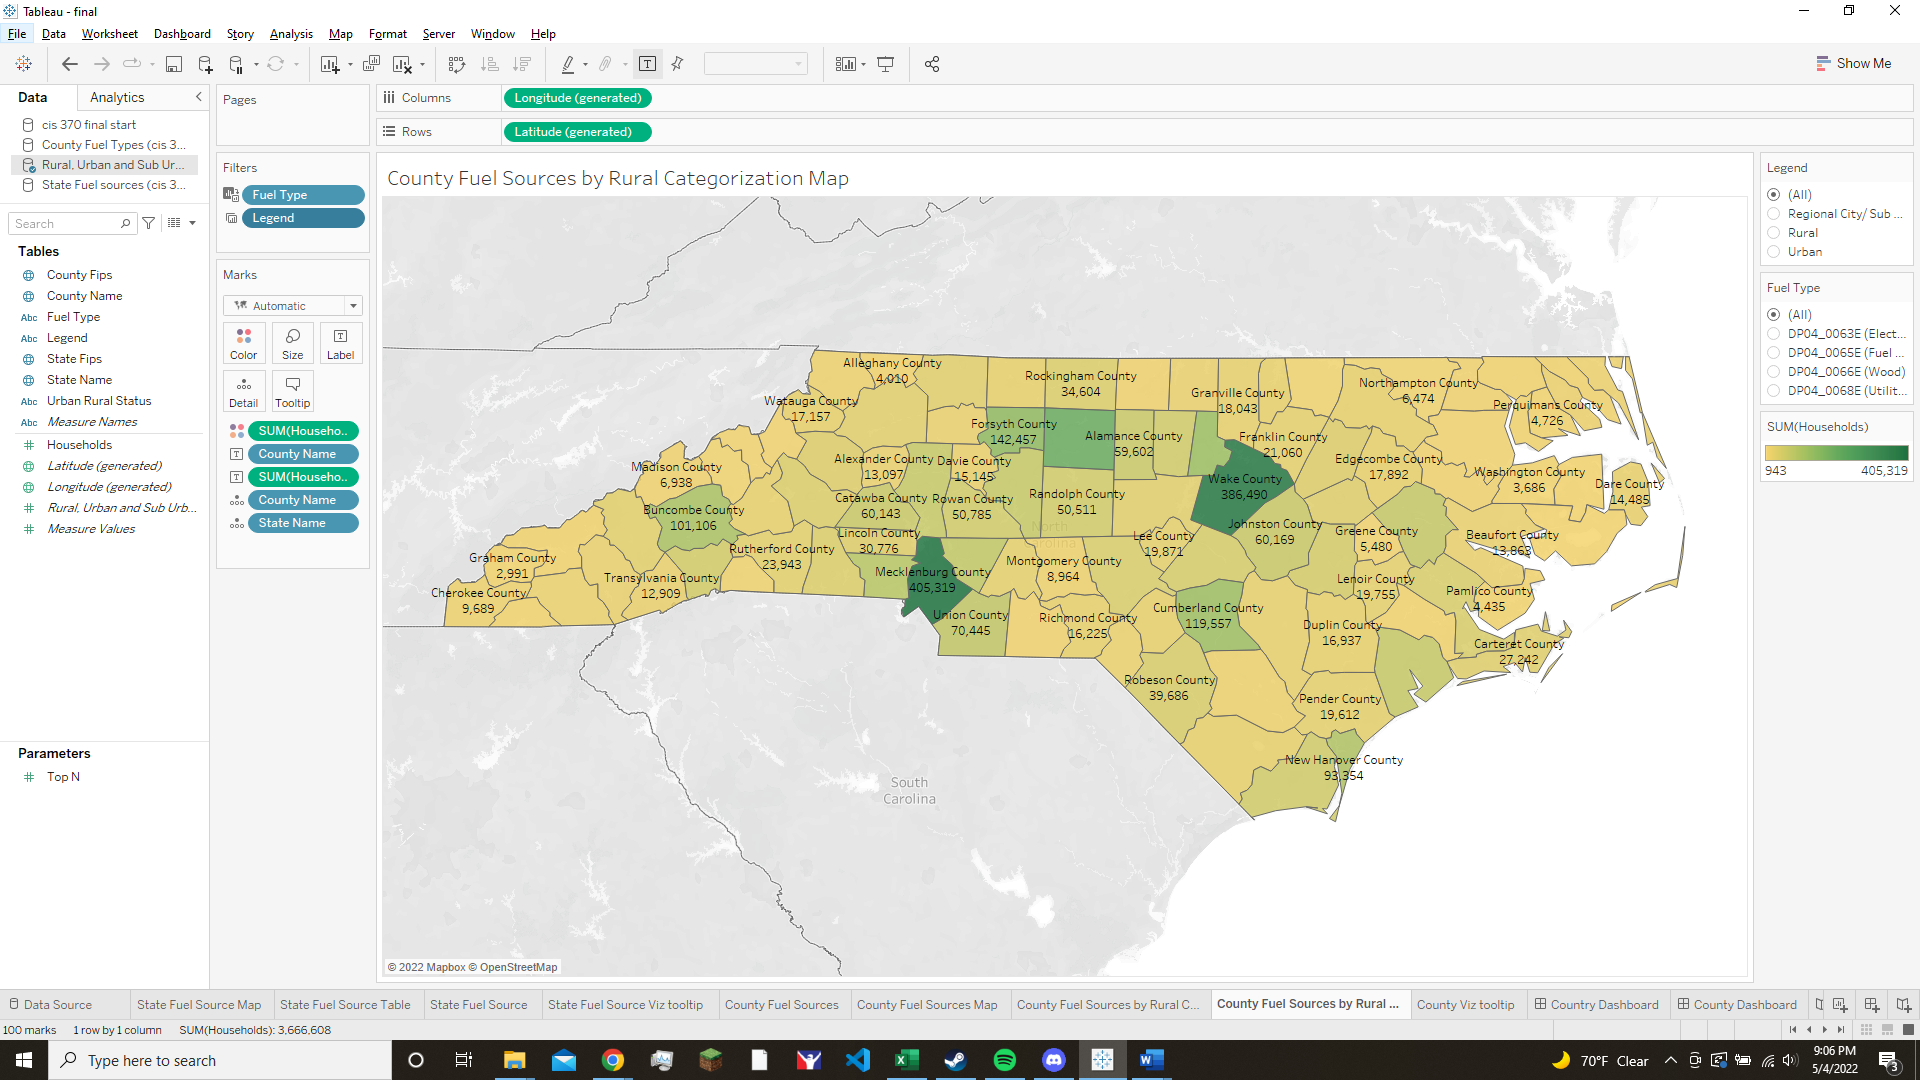 Tableau - final
File Data Worksheet Dashboard Story Analysis Map Format Server Window Help
Show Me
Data Analytics
cis 370 final start
County Fuel Types (cis 3...
Rural, Urban and Sub Ur...
State Fuel sources (cis 3...
Search
Tables
County Fips
County Name
Abc Fuel Type
Abc Legend
State Fips
State Name
Abc Urban Rural Status
Abc Measure Names
Households
Latitude (generated)
Longitude (generated)
Rural, Urban and Sub Urb...
Measure Values
Parameters
Top N
Pages
Filters
Fuel Type
Legend
Marks
Automatic
Color Size Label
Detail Tooltip
SUM(Househo..
County Name
SUM(Househo..
County Name
State Name
Columns Longitude (generated)
Rows Latitude (generated)
County Fuel Sources by Rural Categorization Map
Alleghany County
4,010
Rockingham County
34,604
Watauga County
17,157
Granville County
18,043
Northampton County
6,474
Perquimans County
4,726
Forsyth County
142,457
Alamance County
59,602
Franklin County
21,060
Madison County
6,938
Alexander County
13,097
Davie County
15,145
Edgecombe County
17,892
Washington County
3,686
Dare County
14,485
Wake County
386,490
Buncombe County
101,106
Catawba County
60,143
Rowan County
50,785
Randolph County
50,511
North
Carolina
Johnston County
60,169
Lincoln County
30,776
Lee County
19,871
Greene County
5,480
Beaufort County
13,863
Graham County
2,991
Rutherford County
23,943
Montgomery County
8,964
Transylvania County
12,909
Mecklenburg County
405,319
Lenoir County
19,755
Pamlico County
4,435
Cherokee County
9,689
Union County
70,445
Richmond County
16,225
Cumberland County
119,557
Duplin County
16,937
Carteret County
27,242
Robeson County
39,686
Pender County
19,612
New Hanover County
93,354
South
Carolina
© 2022 Mapbox © OpenStreetMap
Legend
(All)
Regional City/ Sub ...
Rural
Urban
Fuel Type
(All)
DP04_0063E (Elect...
DP04_0065E (Fuel ...
DP04_0066E (Wood)
DP04_0068E (Utilit...
SUM(Households)
943 405,319
Data Source State Fuel Source Map State Fuel Source Table State Fuel Source State Fuel Source Viz tooltip County Fuel Sources County Fuel Sources Map County Fuel Sources by Rural C... County Fuel Sources by Rural ... County Viz tooltip Country Dashboard County Dashboard
100 marks 1 row by 1 column SUM(Households): 3,666,608
Type here to search
70°F Clear
9:06 PM
5/4/2022
3